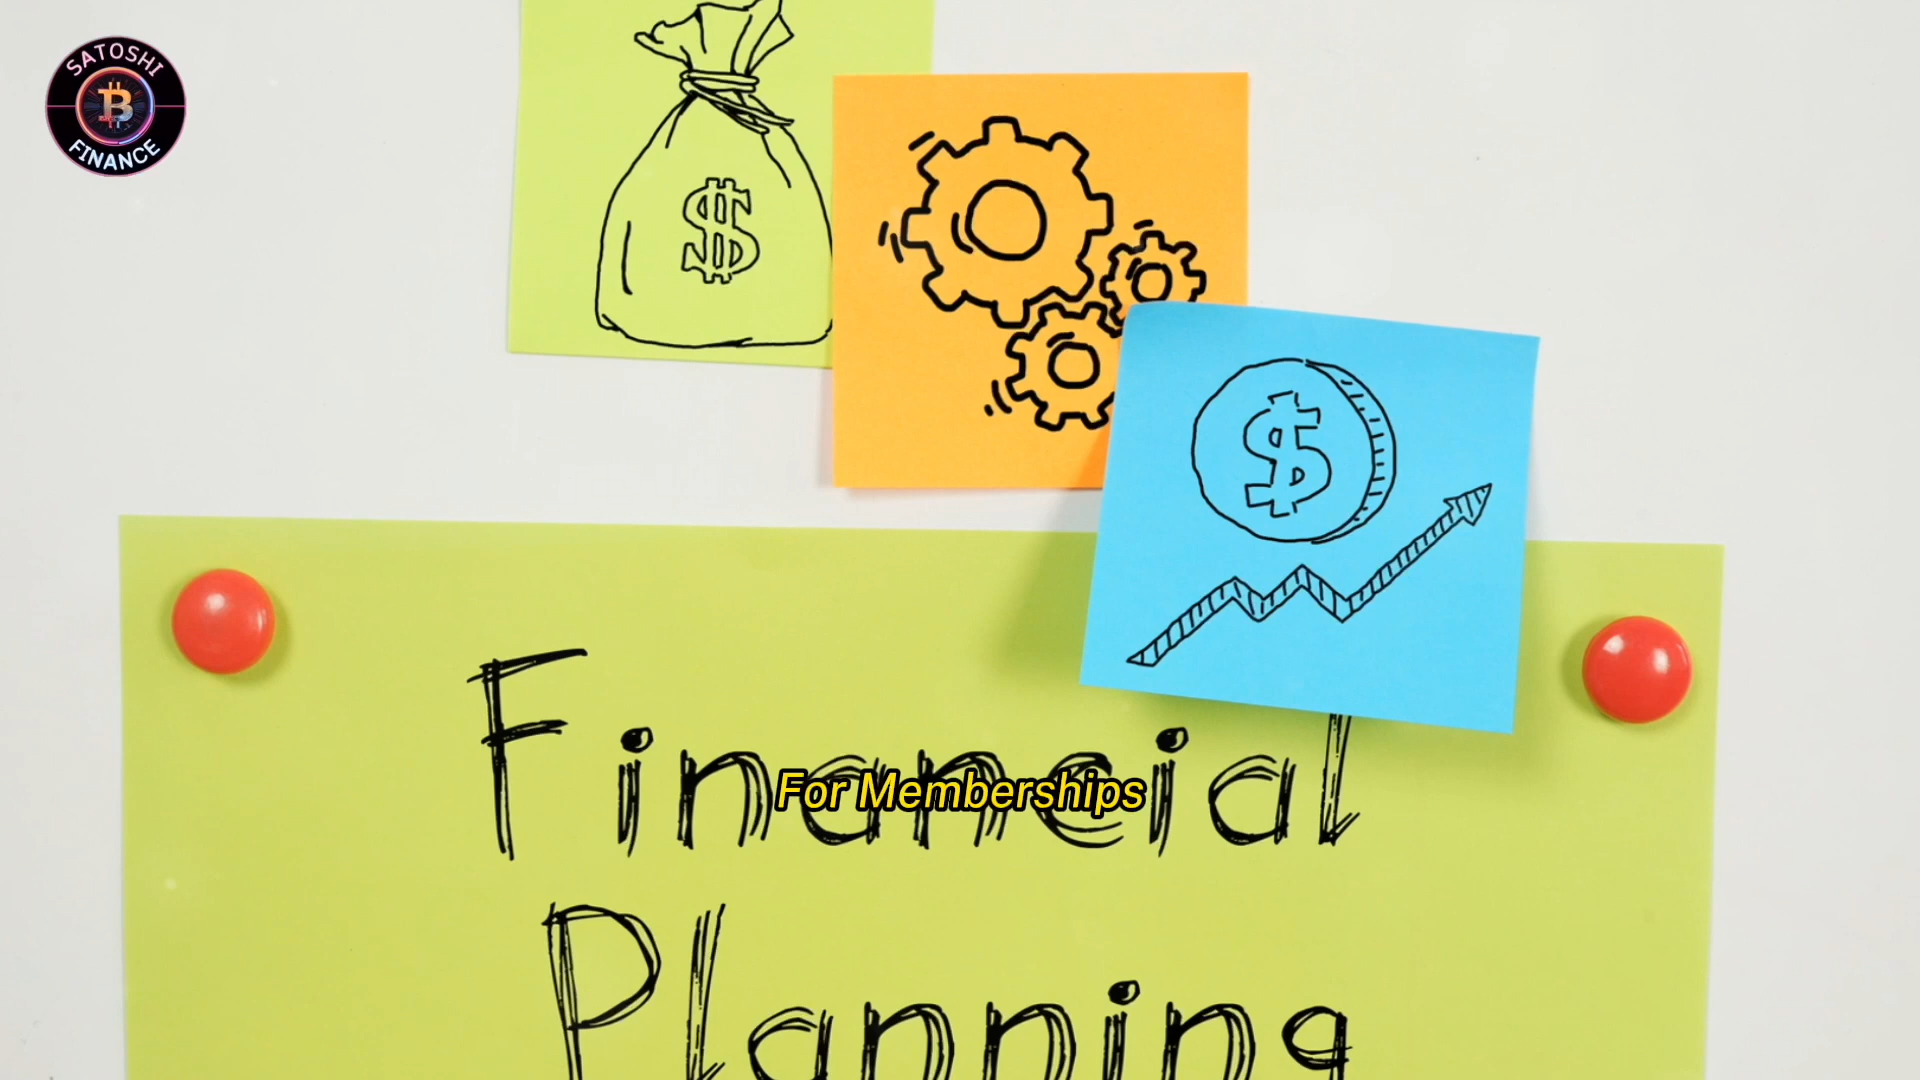 SATOSHI
B
FINANCE
$
$
Financial
For Memberships
Planning